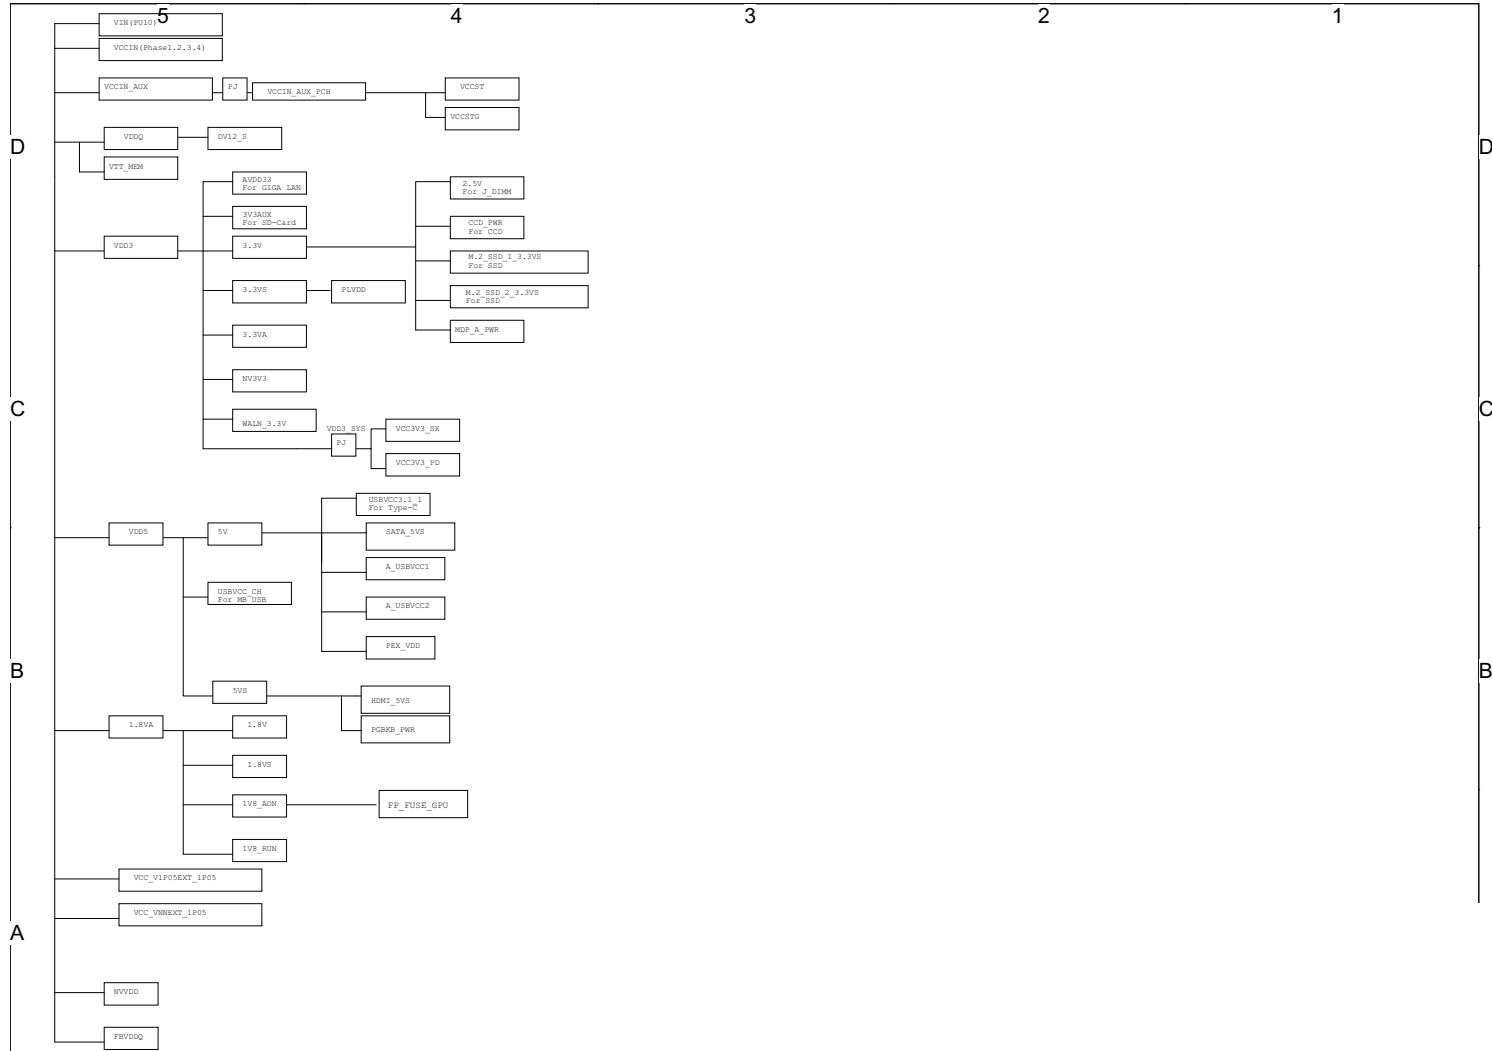 5 4 3 2 1
VIN(PU10)
VCCIN(Phase1.2.3.4)
VCCIN_AUX PJ VCCIN_AUX_PCH VCCST
VCCSTG
D D
VDDQ DV12_S
VTT_MEM
AVDD33
For GIGA LAN
2.5V
For J_DIMM
3V3AUX
For SD-Card
CCD_PWR
For CCD
VDD3 3.3V
M.2_SSD_1_3.3VS
For SSD
3.3VS PLVDD
M.2_SSD_2_3.3VS
For SSD
3.3VA MDP_A_PWR
NV3V3
C C
WALN_3.3V
VDD3_SYS
PJ
VCC3V3_SX
VCC3V3_PD
USBVCC3.1_1
For Type-C
VDD5 5V SATA_5VS
A_USBVCC1
USBVCC_CH
For MB_USB
A_USBVCC2
PEX_VDD
B B
5VS HDMI_5VS
1.8VA 1.8V PGBKB_PWR
1.8VS
1V8_AON FP_FUSE_GPU
1V8_RUN
VCC_V1P05EXT_1P05
VCC_VNNEXT_1P05
A
NVVDD
FBVDDQ